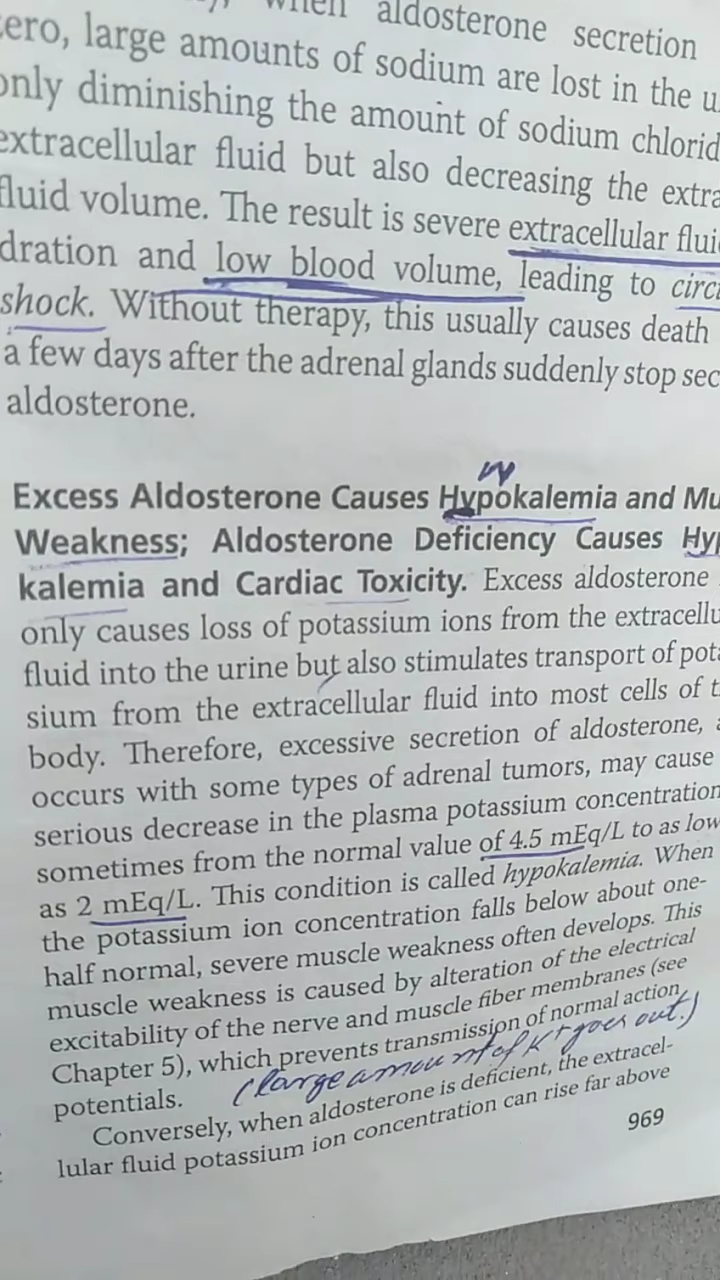 when aldosterone secretion
ero, large amounts of sodium are lost in the u
only diminishing the amount of sodium chlorid
extracellular fluid but also decreasing the extra
fluid volume. The result is severe extracellular flui
dration and low blood volume, leading to circ
shock. Without therapy, this usually causes death
a few days after the adrenal glands suddenly stop sec
aldosterone.
Excess Aldosterone Causes Hypokalemia and Mu
Weakness; Aldosterone Deficiency Causes Hyp
kalemia and Cardiac Toxicity. Excess aldosterone
only causes loss of potassium ions from the extracellu
fluid into the urine but also stimulates transport of pota
sium from the extracellular fluid into most cells of t
body. Therefore, excessive secretion of aldosterone, a
occurs with some types of adrenal tumors, may cause
serious decrease in the plasma potassium concentration
sometimes from the normal value of 4.5 mEq/L to as low
as 2 mEq/L. This condition is called hypokalemia. When
the potassium ion concentration falls below about one-
half normal, severe muscle weakness often develops. This
muscle weakness is caused by alteration of the electrical
excitability of the nerve and muscle fiber membranes (see
Chapter 5), which prevents transmission of normal action
potentials. (large amount of K+ goes out.)
Conversely, when aldosterone is deficient, the extracel-
lular fluid potassium ion concentration can rise far above
969